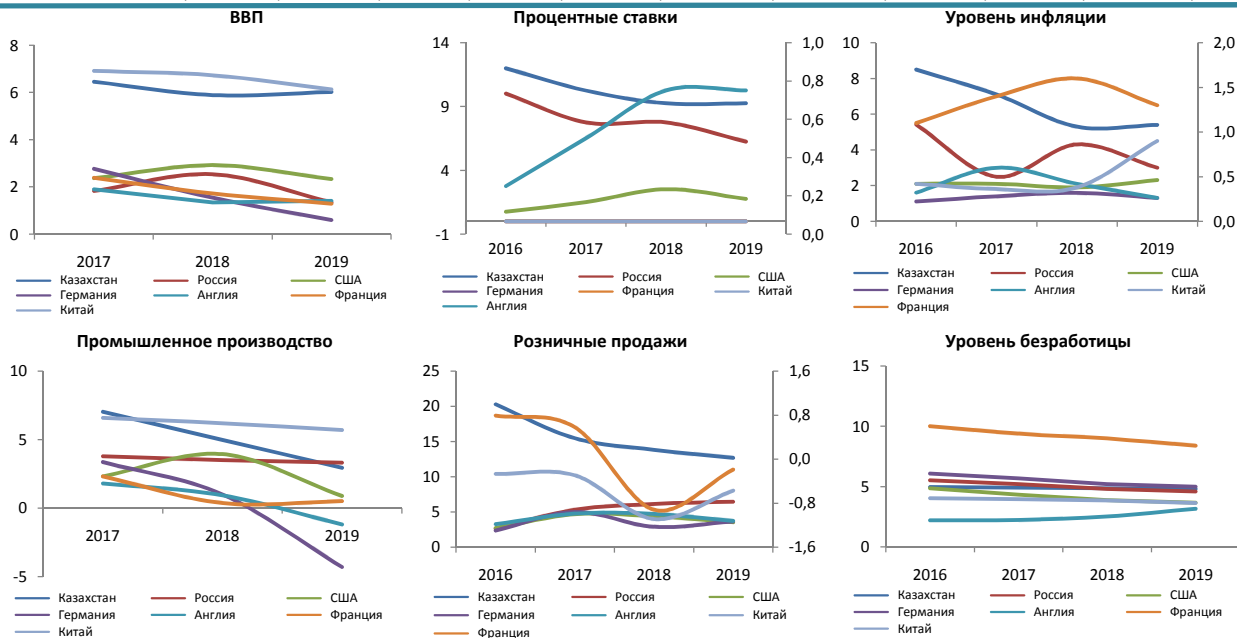 ВВП
8
6
4
2
0
2017 2018 2019
Казахстан Россия США
Германия Англия Франция
Китай
Процентные ставки
14
9
4
-1
1,0
0,8
0,6
0,4
0,2
0,0
2016 2017 2018 2019
Казахстан Россия США
Германия Франция Китай
Англия
Уровень инфляции
10
8
6
4
2
0
2,0
1,5
1,0
0,5
0,0
2016 2017 2018 2019
Казахстан Россия США
Германия Англия Китай
Франция
Промышленное производство
10
5
0
-5
2017 2018 2019
Казахстан Россия США
Германия Англия Франция
Китай
Розничные продажи
25
20
15
10
5
0
1,6
0,8
0,0
-0,8
-1,6
2016 2017 2018 2019
Казахстан Россия США
Германия Англия Китай
Франция
Уровень безработицы
15
10
5
0
2016 2017 2018 2019
Казахстан Россия США
Германия Англия Франция
Китай